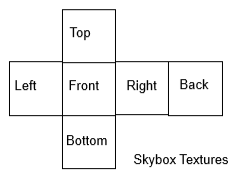 Top
Left Front Right Back
Bottom
Skybox Textures